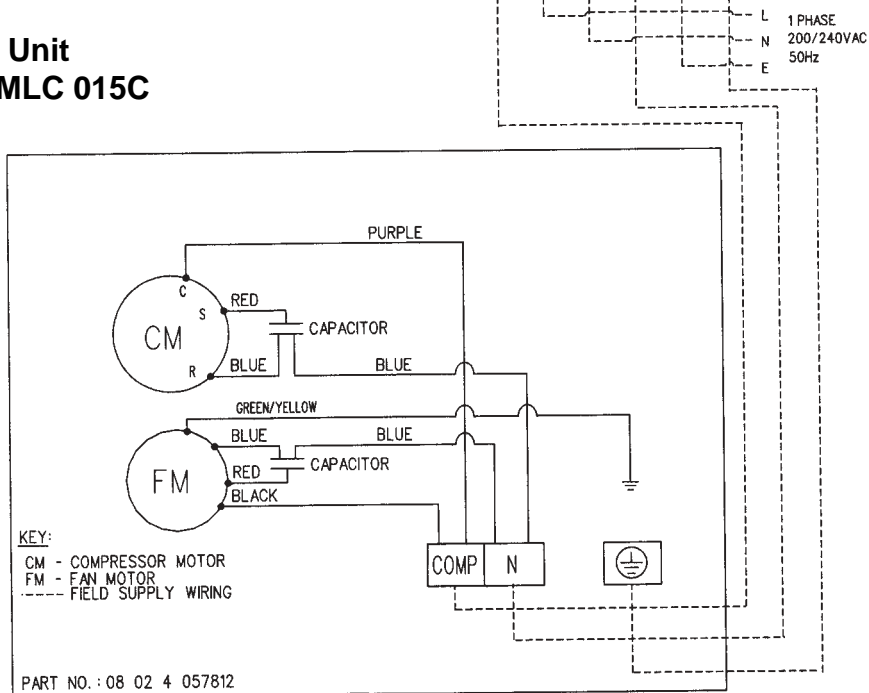 Unit
MLC 015C
L 1 PHASE
N 200/240VAC
E 50Hz
PURPLE
C
S RED
CM CAPACITOR
R BLUE BLUE
GREEN/YELLOW
BLUE BLUE
FM RED CAPACITOR
BLACK
KEY:
CM - COMPRESSOR MOTOR
FM - FAN MOTOR
----- FIELD SUPPLY WIRING
COMP N
PART NO. : 08 02 4 057812